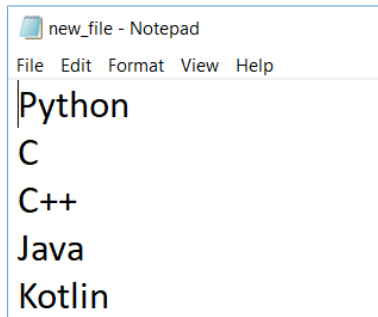 new_file - Notepad
File Edit Format View Help
Python
C
C++
Java
Kotlin